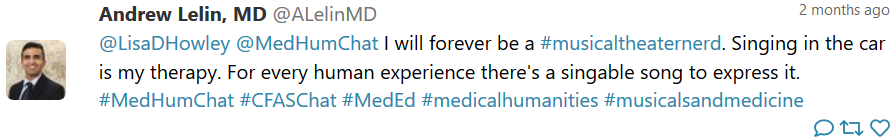 Andrew Lelin, MD @ALelinMD 2 months ago
@LisaDHowley @MedHumChat I will forever be a #musicaltheaternerd. Singing in the car
is my therapy. For every human experience there's a singable song to express it.
#MedHumChat #CFASChat #MedEd #medicalhumanities #musicalsandmedicine